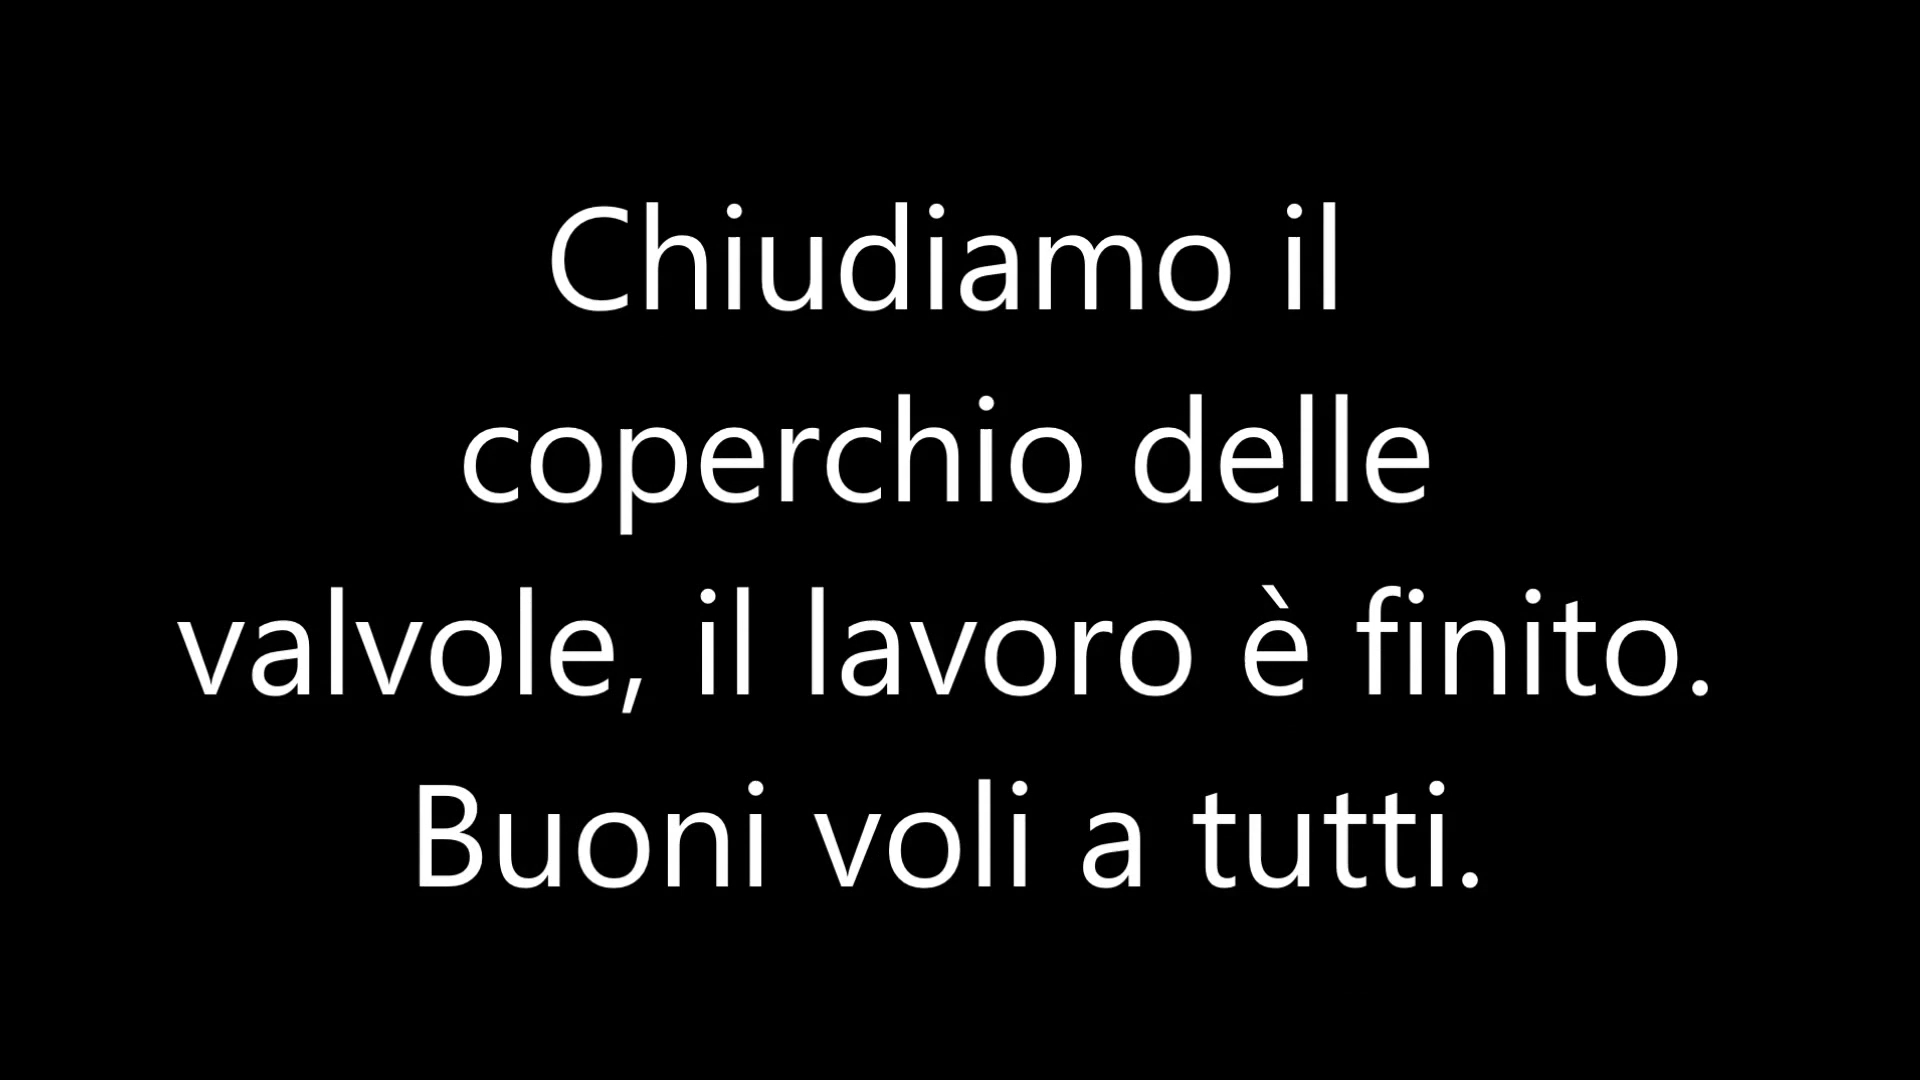 Chiudiamo il
coperchio delle
valvole, il lavoro è finito.
Buoni voli a tutti.